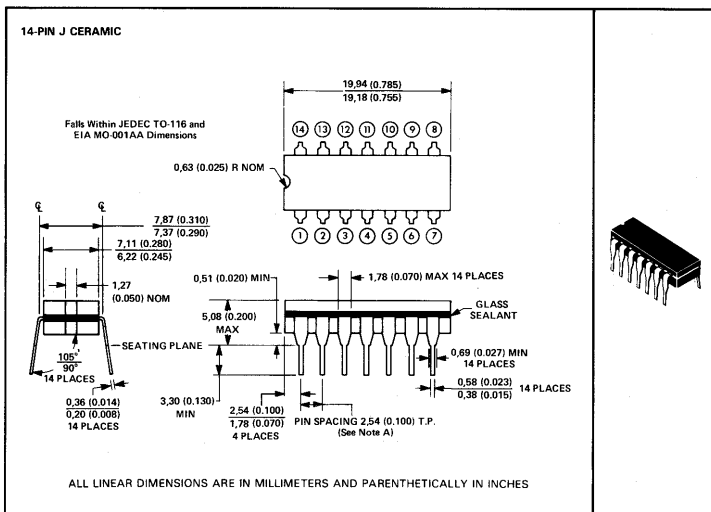 14-PIN J CERAMIC
19,94 (0.785)
19,18 (0.755)
Falls Within JEDEC TO-116 and
EIA MO-001AA Dimensions
14 13 12 11 10 9 8
0,63 (0.025) R NOM
1 2 3 4 5 6 7
℄ ℄
7,87 (0.310)
7,37 (0.290)
7,11 (0.280)
6,22 (0.245)
1,27
(0.050) NOM
0,51 (0.020) MIN
1,78 (0.070) MAX 14 PLACES
5,08 (0.200)
MAX
GLASS
SEALANT
SEATING PLANE
105°
90°
14 PLACES
0,69 (0.027) MIN
14 PLACES
0,36 (0.014)
0,20 (0.008)
14 PLACES
3,30 (0.130)
MIN
0,58 (0.023)
0,38 (0.015)
14 PLACES
2,54 (0.100)
1,78 (0.070)
4 PLACES
PIN SPACING 2,54 (0.100) T.P.
(See Note A)
ALL LINEAR DIMENSIONS ARE IN MILLIMETERS AND PARENTHETICALLY IN INCHES